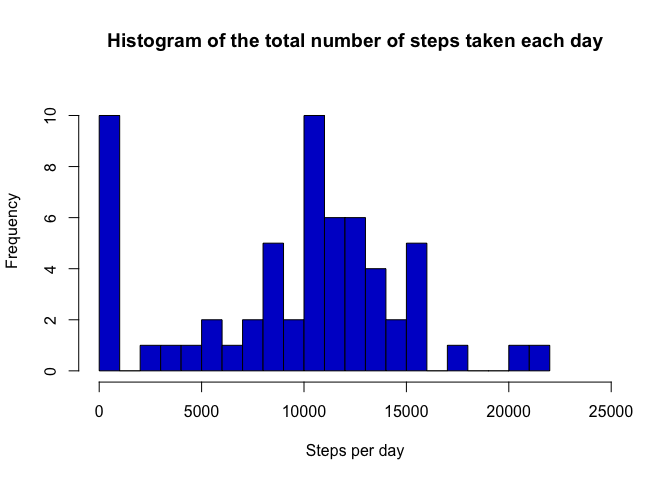 Histogram of the total number of steps taken each day
Frequency
10
8
6
4
2
0
0 5000 10000 15000 20000 25000
Steps per day